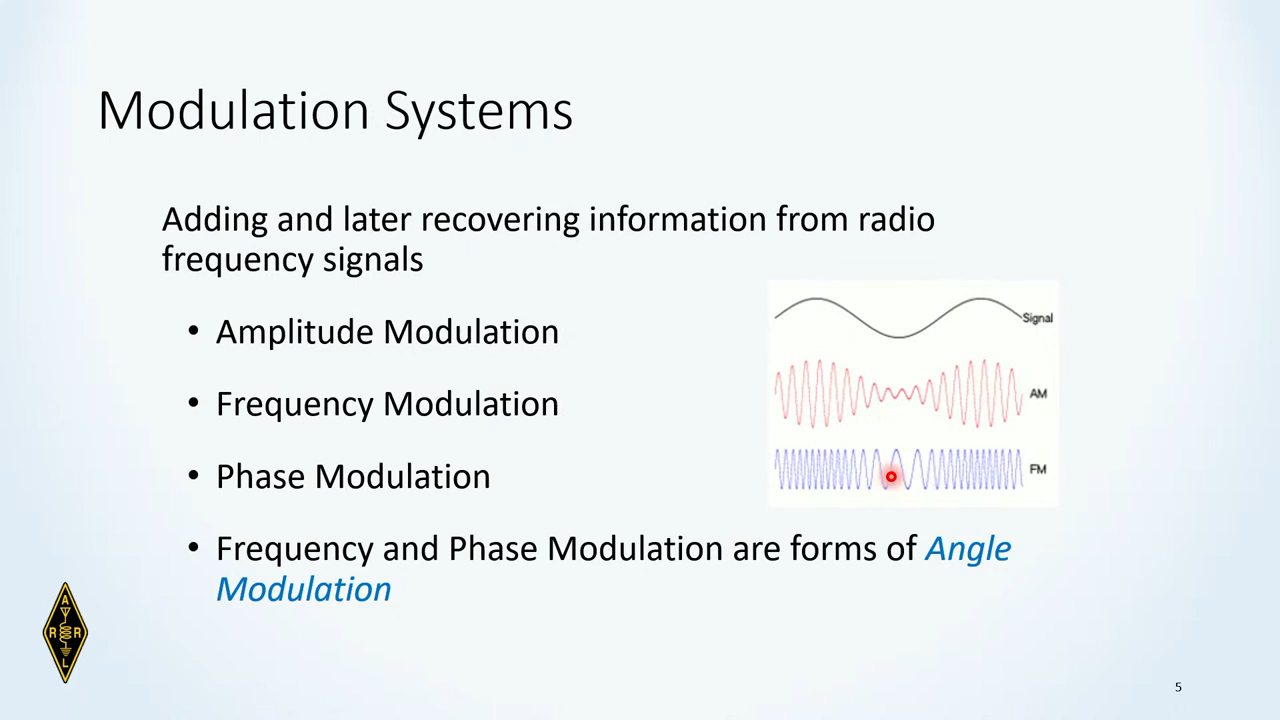 Modulation Systems
Adding and later recovering information from radio
frequency signals
• Amplitude Modulation
• Frequency Modulation
• Phase Modulation
• Frequency and Phase Modulation are forms of Angle
Modulation
Signal
AM
FM
A
R R
L
5